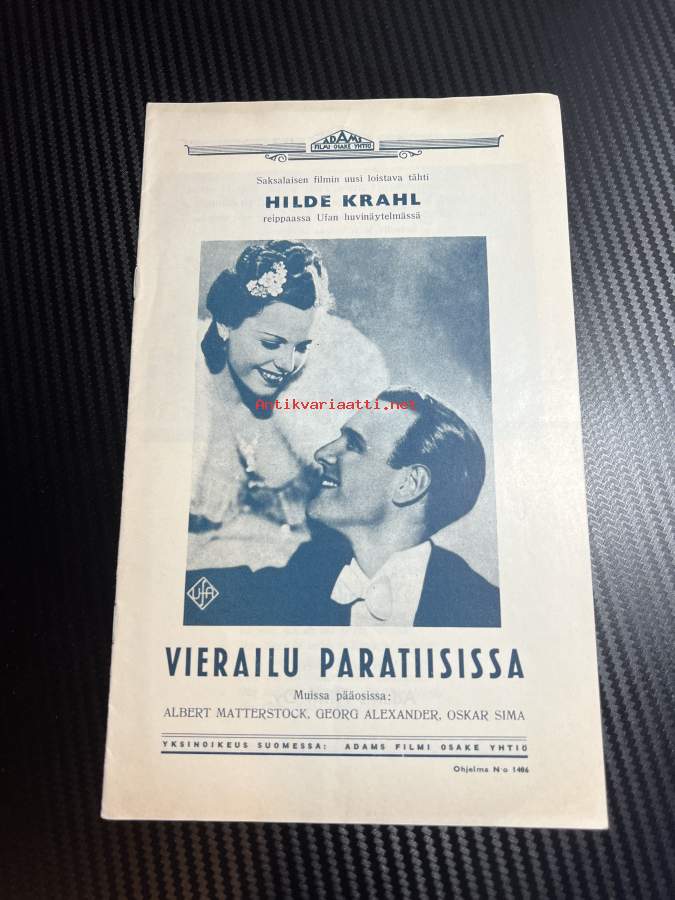 ADAMS
FILMI OSAKE YHTIÖ
Saksalaisen filmin uusi loistava tähti
HILDE KRAHL
reippaassa Ufan huvinäytelmässä
Antikvariaatti.net
UFA
VIERAILU PARATIISISSA
Muissa pääosissa:
ALBERT MATTERSTOCK, GEORG ALEXANDER, OSKAR SIMA
YKSINOIKEUS SUOMESSA: ADAMS FILMI OSAKE YHTIÖ
Ohjelma N:o 1406